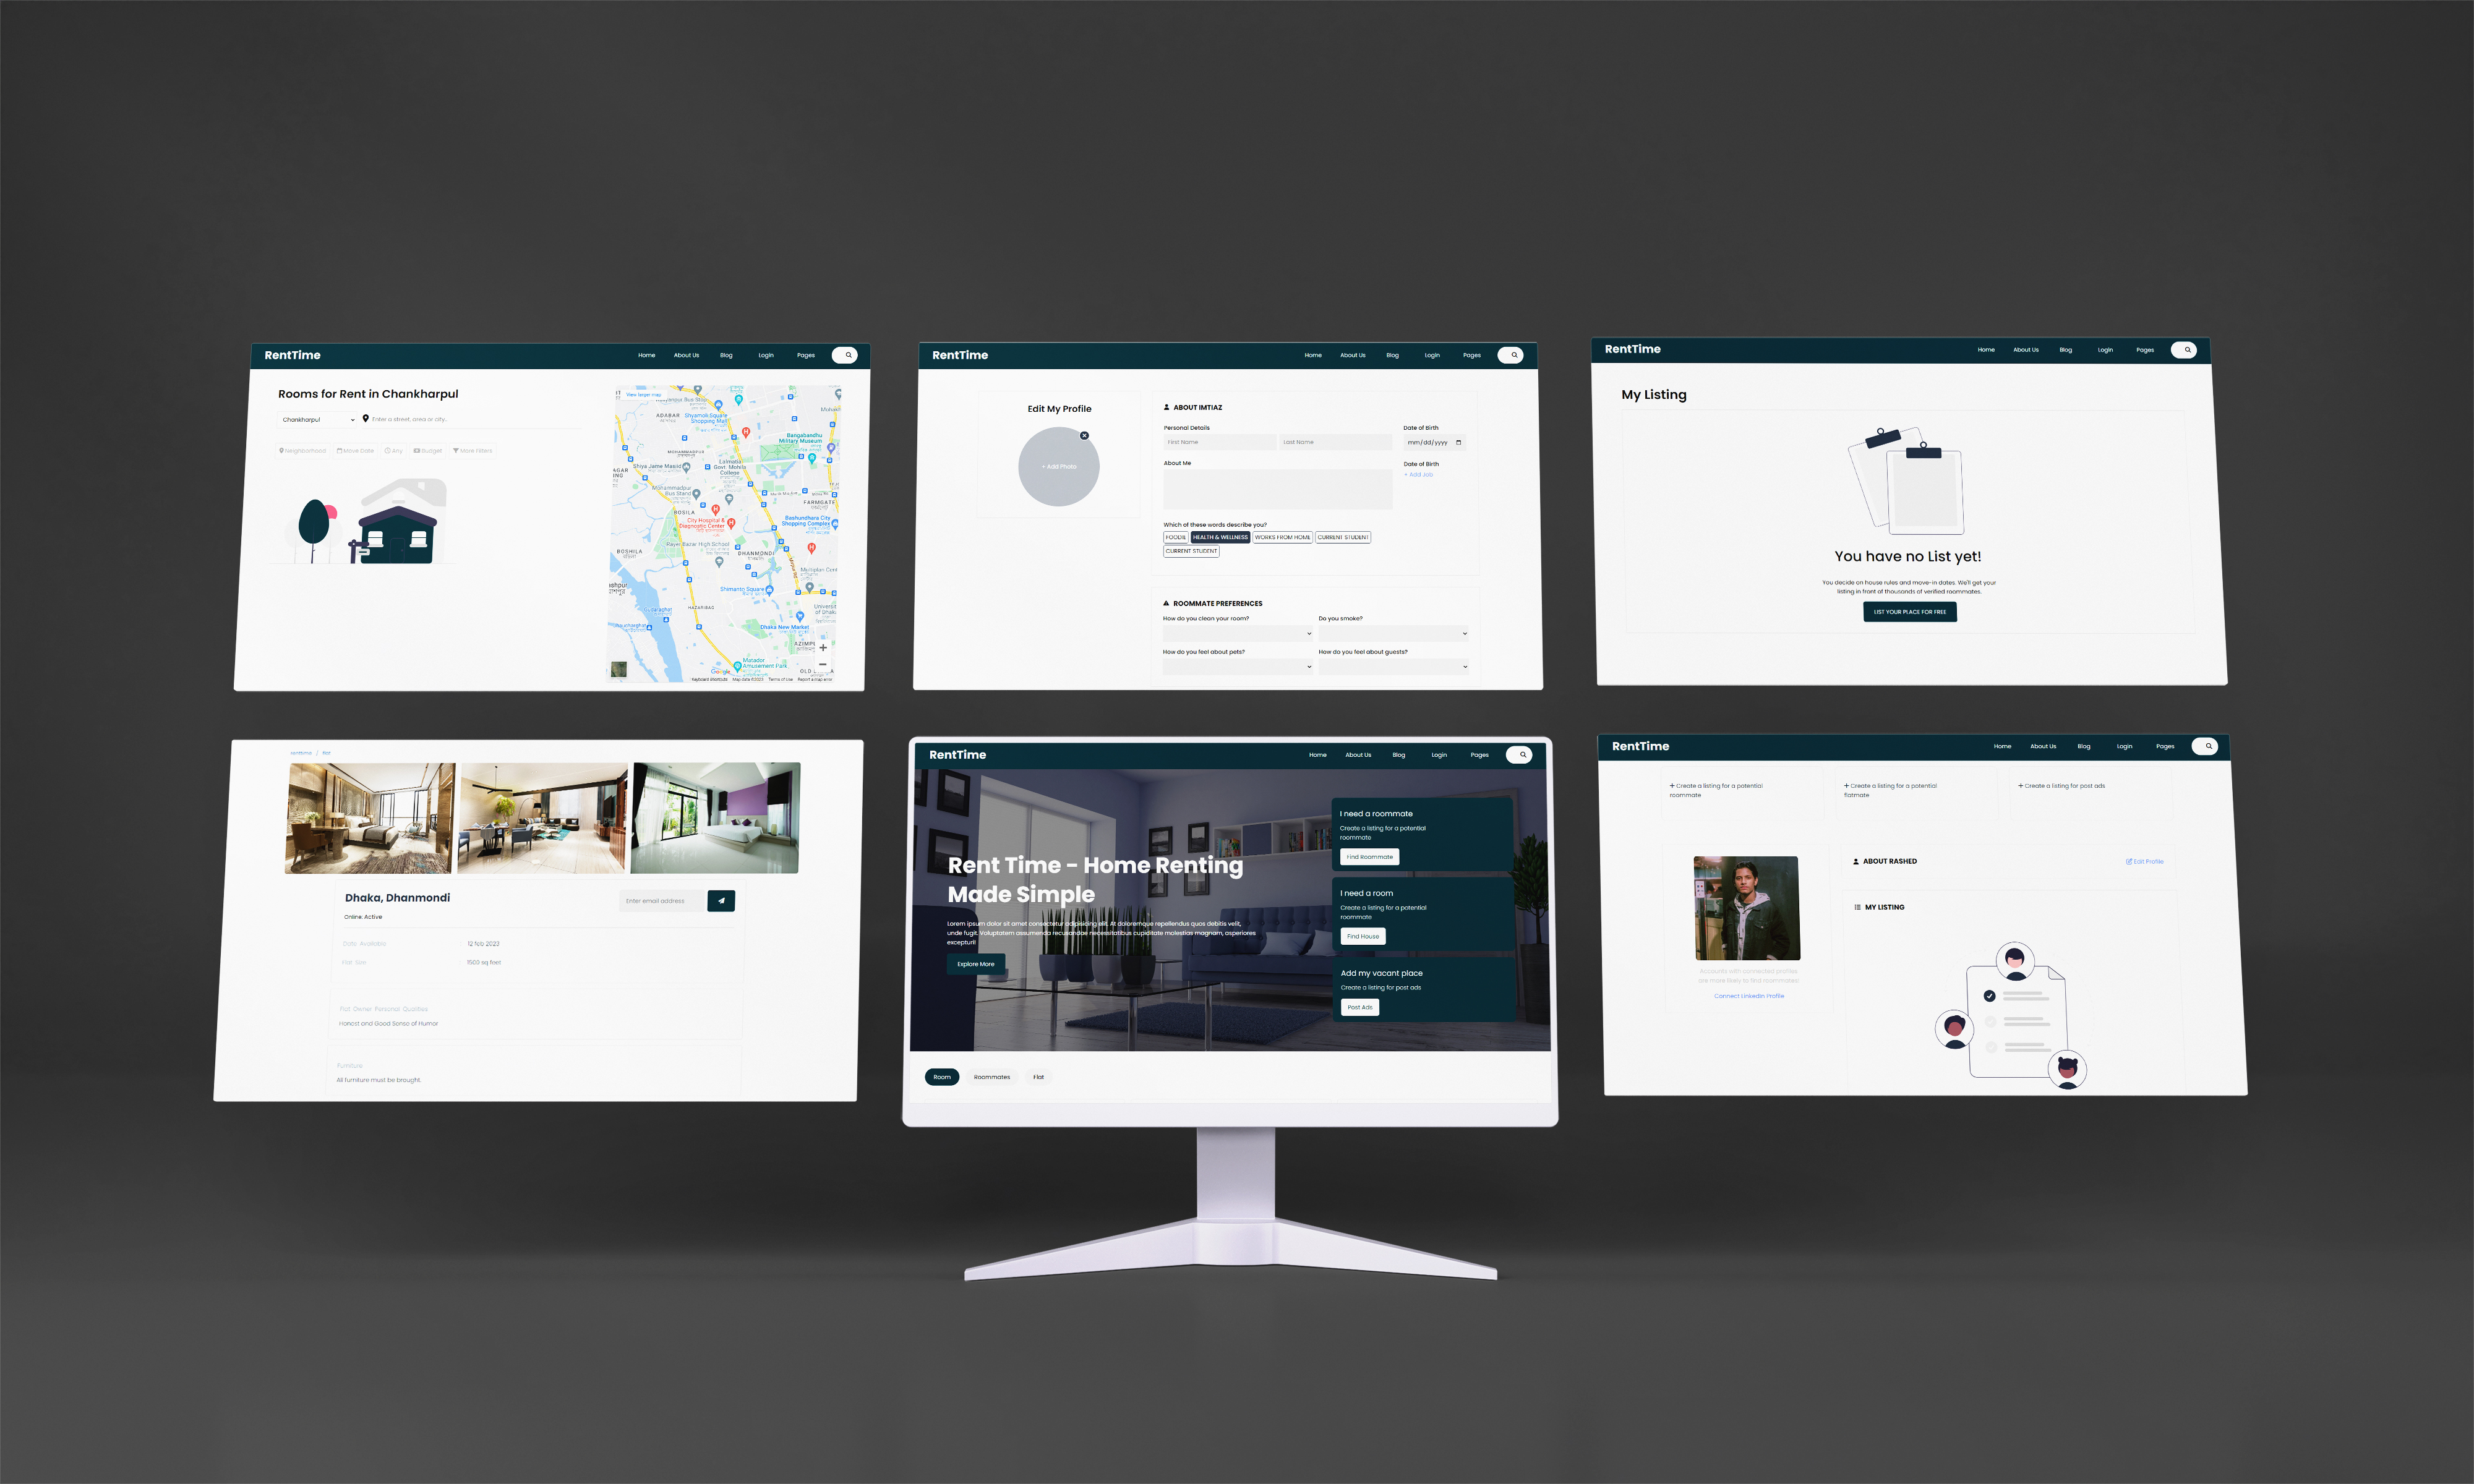 RentTime
Home About Us Blog Login Pages
Rooms for Rent in Chankharpul
Chankharpul Enter a street, area or city...
Neighborhood Move Date Any Budget Move Filters
View larger map
ADABAR
Shyamoli Square
Shopping Mall
Bangabandhu
Military Museum
MOHAMMADPUR
Shiya Jame Masjid
Lalmatia
Govt. Mohila
College
Mohammadpur
Bus Stand
FARMGATE
BOSILA
City Hospital &
Diagnostic Center
Bashundhara City
Shopping Complex
Rayer Bazar High School
BOSHILA
DHANMONDI
Multiplan Cent
Shimanto Square
HAZARIBAG
Universit
of Dhaka
Dhaka New Market
AZIMPU
Matador
Amusement Park
OLD
Google
Keyboard shortcuts Map data ©2023 Terms of Use Report a map error
RentTime
Home About Us Blog Login Pages
Edit My Profile
+ Add Photo
ABOUT IMTIAZ
Personal Details
First Name Last Name
Date of Birth
mm/dd/yyyy
About Me
Date of Birth
+ Add Job
Which of these words describe you?
FOODIE HEALTH & WELLNESS WORKS FROM HOME CURRENT STUDENT
CURRENT STUDENT
ROOMMATE PREFERENCES
How do you clean your room? Do you smoke?
How do you feel about pets? How do you feel about guests?
RentTime
Home About Us Blog Login Pages
My Listing
You have no List yet!
You decide on house rules and move-in dates. We'll get your
listing in front of thousands of verified roommates.
LIST YOUR PLACE FOR FREE
renttime / flat
Dhaka, Dhanmondi
Enter email address
Online: Active
Date Available 12 feb 2023
Flat Size 1500 sq feet
Flat Owner Personal Qualities
Honest and Good Sense of Humor
Furniture
All furniture must be brought.
RentTime
Home About Us Blog Login Pages
Rent Time - Home Renting
Made Simple
Lorem ipsum dolor sit amet consectetur adipisicing elit. At doloremque repellendus quos debitis velit,
unde fugit. Voluptatem assumenda recusandae necessitatibus cupiditate molestias magnam, asperiores
excepturi!
Explore More
I need a roommate
Create a listing for a potential
roommate
Find Roommate
I need a room
Create a listing for a potential
roommate
Find House
Add my vacant place
Create a listing for post ads
Post Ads
Room Roommates Flat
RentTime
Home About Us Blog Login Pages
+ Create a listing for a potential
roommate
+ Create a listing for a potential
flatmate
+ Create a listing for post ads
ABOUT RASHED
Edit Profile
MY LISTING
Accounts with connected profiles
are more likely to find roommates
Connect Linkedin Profile